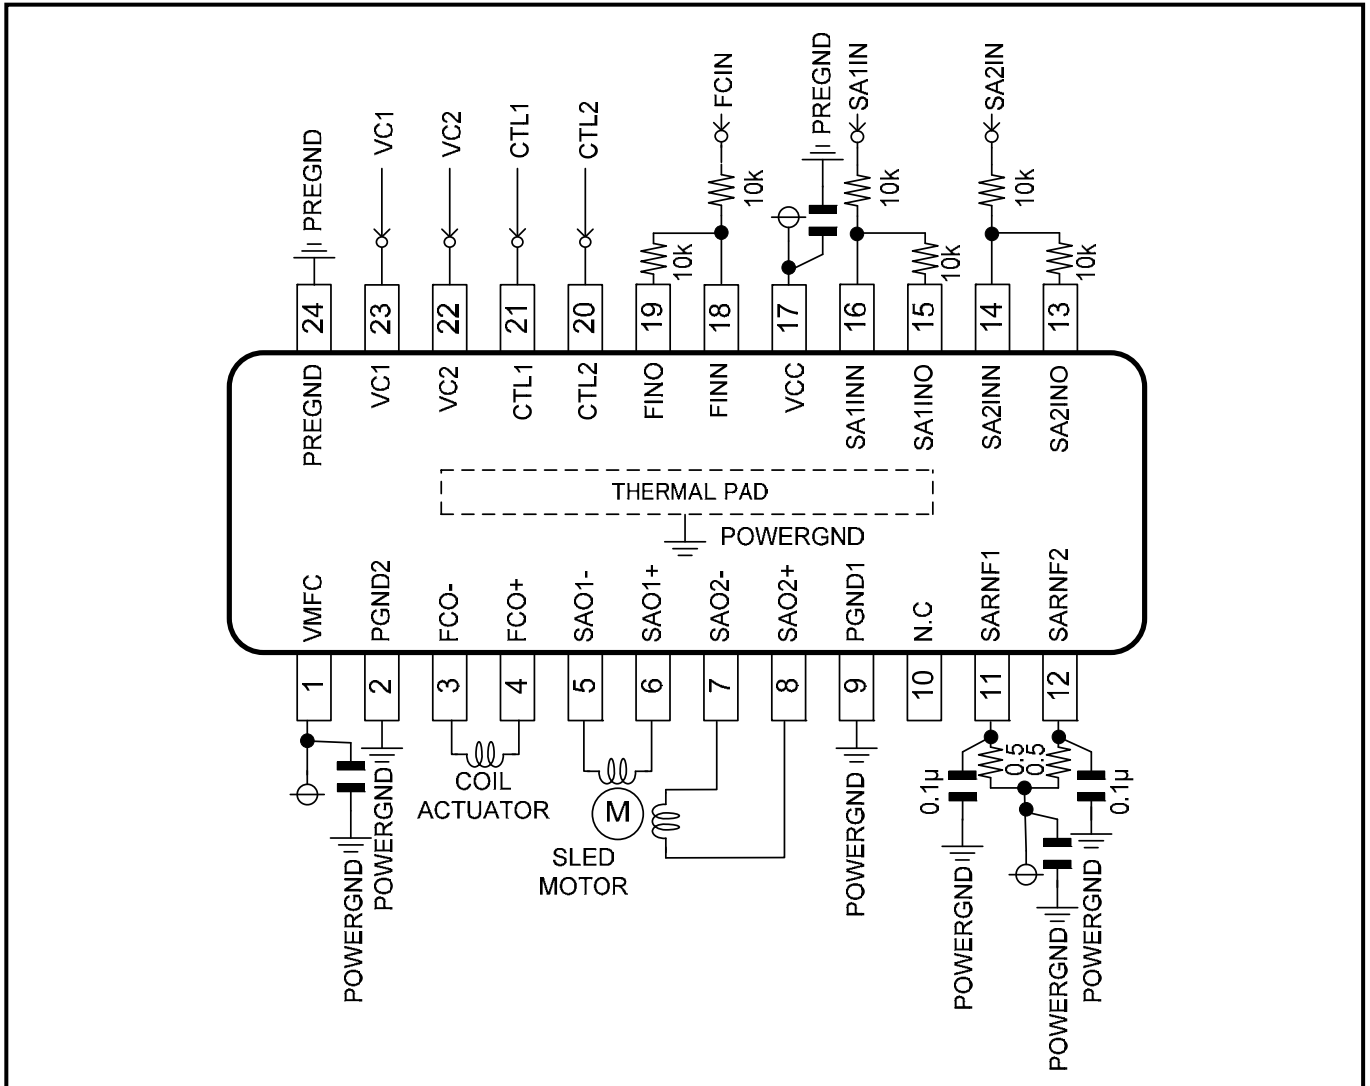 PREGND
VC1
VC2
CTL1
CTL2
FCIN
PREGND
SA1IN
SA2IN
10k
10k
10k
10k
10k
10k
24
23
22
21
20
19
18
17
16
15
14
13
PREGND
VC1
VC2
CTL1
CTL2
FINO
FINN
VCC
SA1INN
SA1INO
SA2INN
SA2INO
THERMAL PAD
POWERGND
VMFC
PGND2
FCO-
FCO+
SAO1-
SAO1+
SAO2-
SAO2+
PGND1
N.C
SARNF1
SARNF2
1
2
3
4
5
6
7
8
9
10
11
12
POWERGND
POWERGND
COIL
ACTUATOR
M
SLED
MOTOR
POWERGND
0.1µ
0.5
0.5
0.1µ
POWERGND
POWERGND
POWERGND